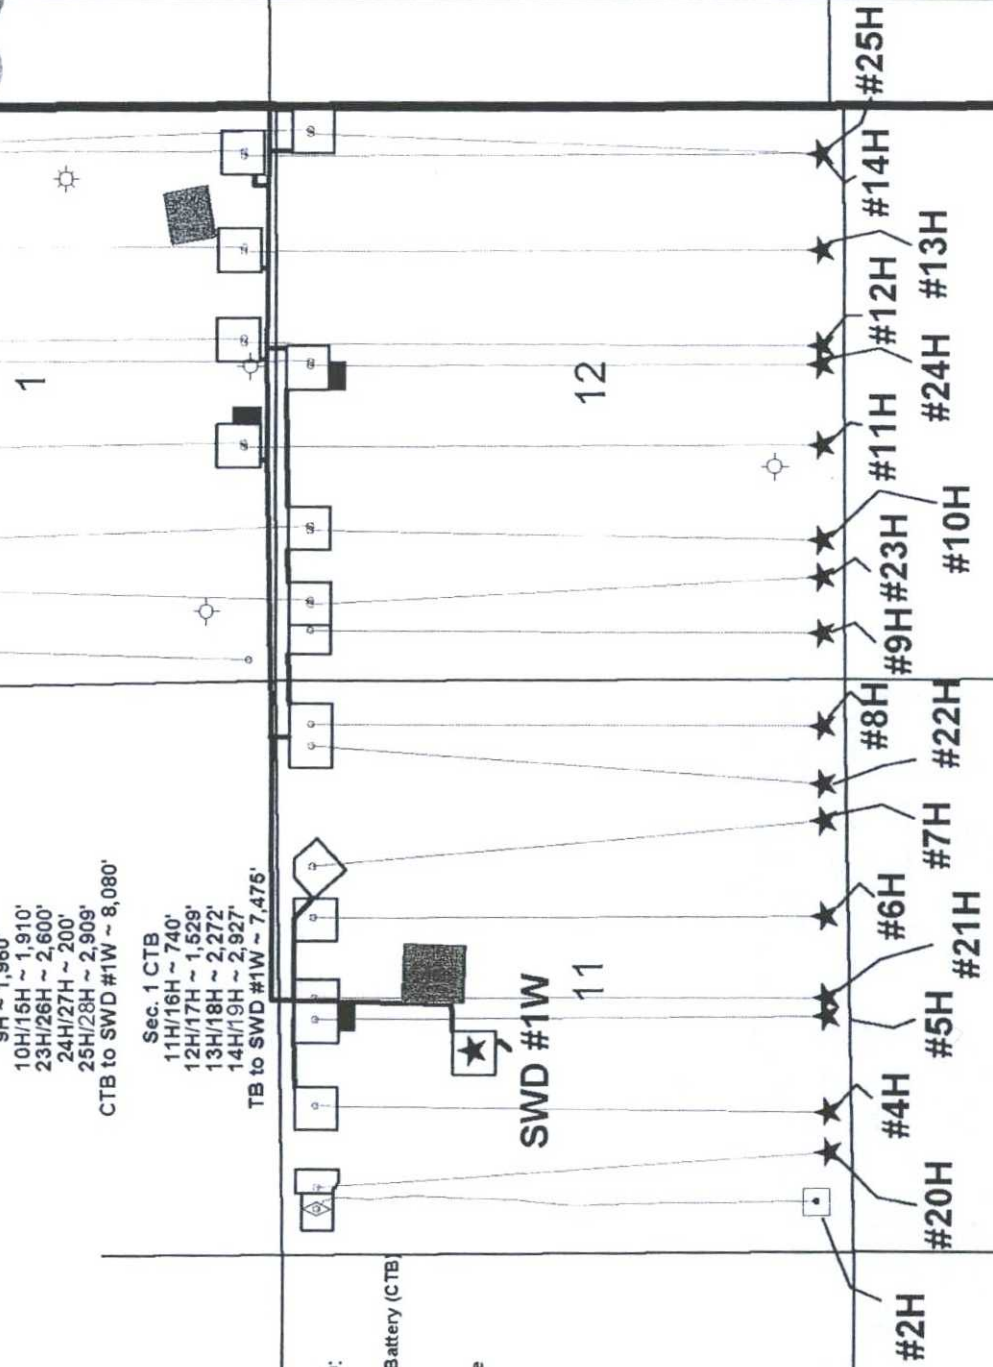 9H ~ 1,960'
10H/15H ~ 1,910'
23H/26H ~ 2,600'
24H/27H ~ 200'
25H/28H ~ 2,909'
CTB to SWD #1W ~ 8,080'
Sec. 1 CTB
11H/16H ~ 740'
12H/17H ~ 1,529'
13H/18H ~ 2,272'
14H/19H ~ 2,927'
TB to SWD #1W ~ 7,475'
Battery (CTB)
1
12
11
SWD #1W
#25H
#14H
#13H
#12H
#24H
#11H
#10H
#23H
#9H
#8H
#22H
#7H
#6H
#21H
#5H
#4H
#20H
#2H